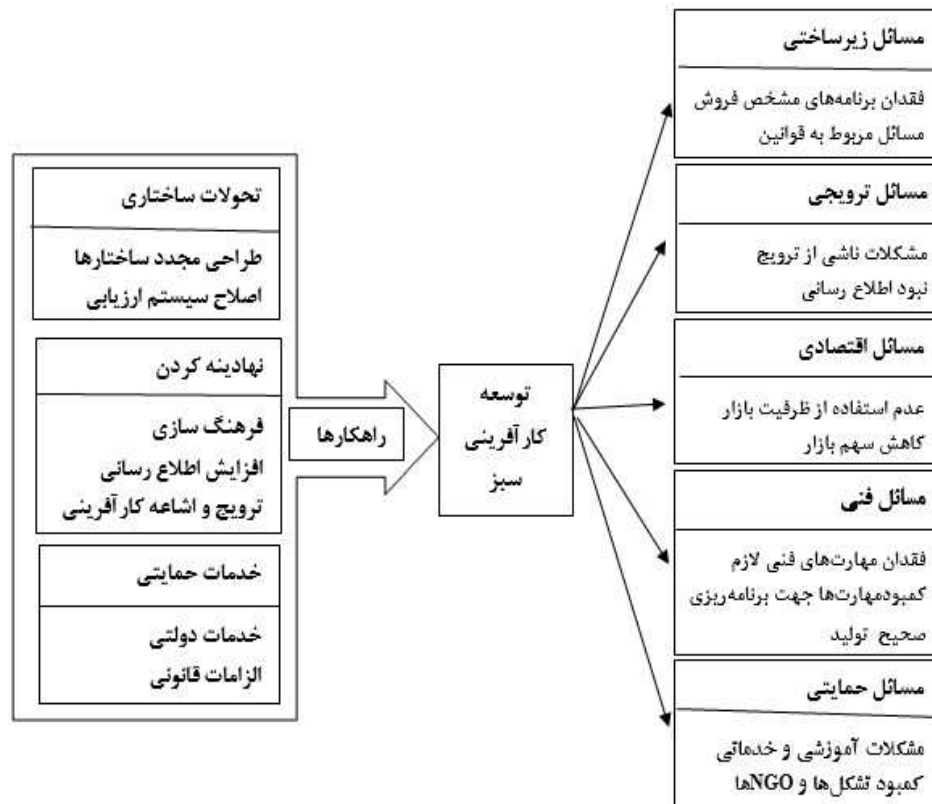 مسائل زیرساختی
فقدان برنامه‌های مشخص فروش
مسائل مربوط به قوانین
مسائل ترویجی
مشکلات ناشی از ترویج
نبود اطلاع رسانی
مسائل اقتصادی
عدم استفاده از ظرفیت بازار
کاهش سهم بازار
مسائل فنی
فقدان مهارت‌های فنی لازم
کمبودمهارت‌ها جهت برنامه‌ریزی
صحیح تولید
مسائل حمایتی
مشکلات آموزشی و خدماتی
کمبود تشکل‌ها و NGOها
توسعه
کارآفرینی
سبز
راهکارها
تحولات ساختاری
طراحی مجدد ساختارها
اصلاح سیستم ارزیابی
نهادینه کردن
فرهنگ سازی
افزایش اطلاع رسانی
ترویج و اشاعه کارآفرینی
خدمات حمایتی
خدمات دولتی
الزامات قانونی